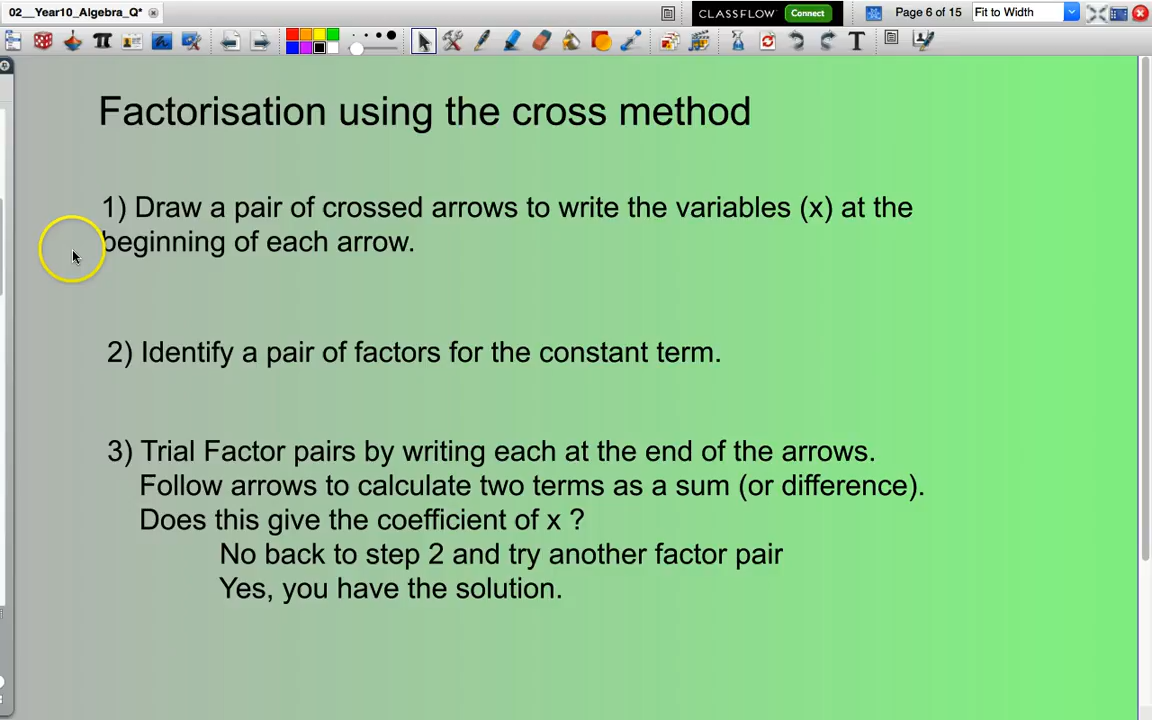 02__Year10_Algebra_Q*
CLASSFLOW Connect
Page 6 of 15
Fit to Width
Factorisation using the cross method
1) Draw a pair of crossed arrows to write the variables (x) at the
beginning of each arrow.
2) Identify a pair of factors for the constant term.
3) Trial Factor pairs by writing each at the end of the arrows.
Follow arrows to calculate two terms as a sum (or difference).
Does this give the coefficient of x ?
No back to step 2 and try another factor pair
Yes, you have the solution.